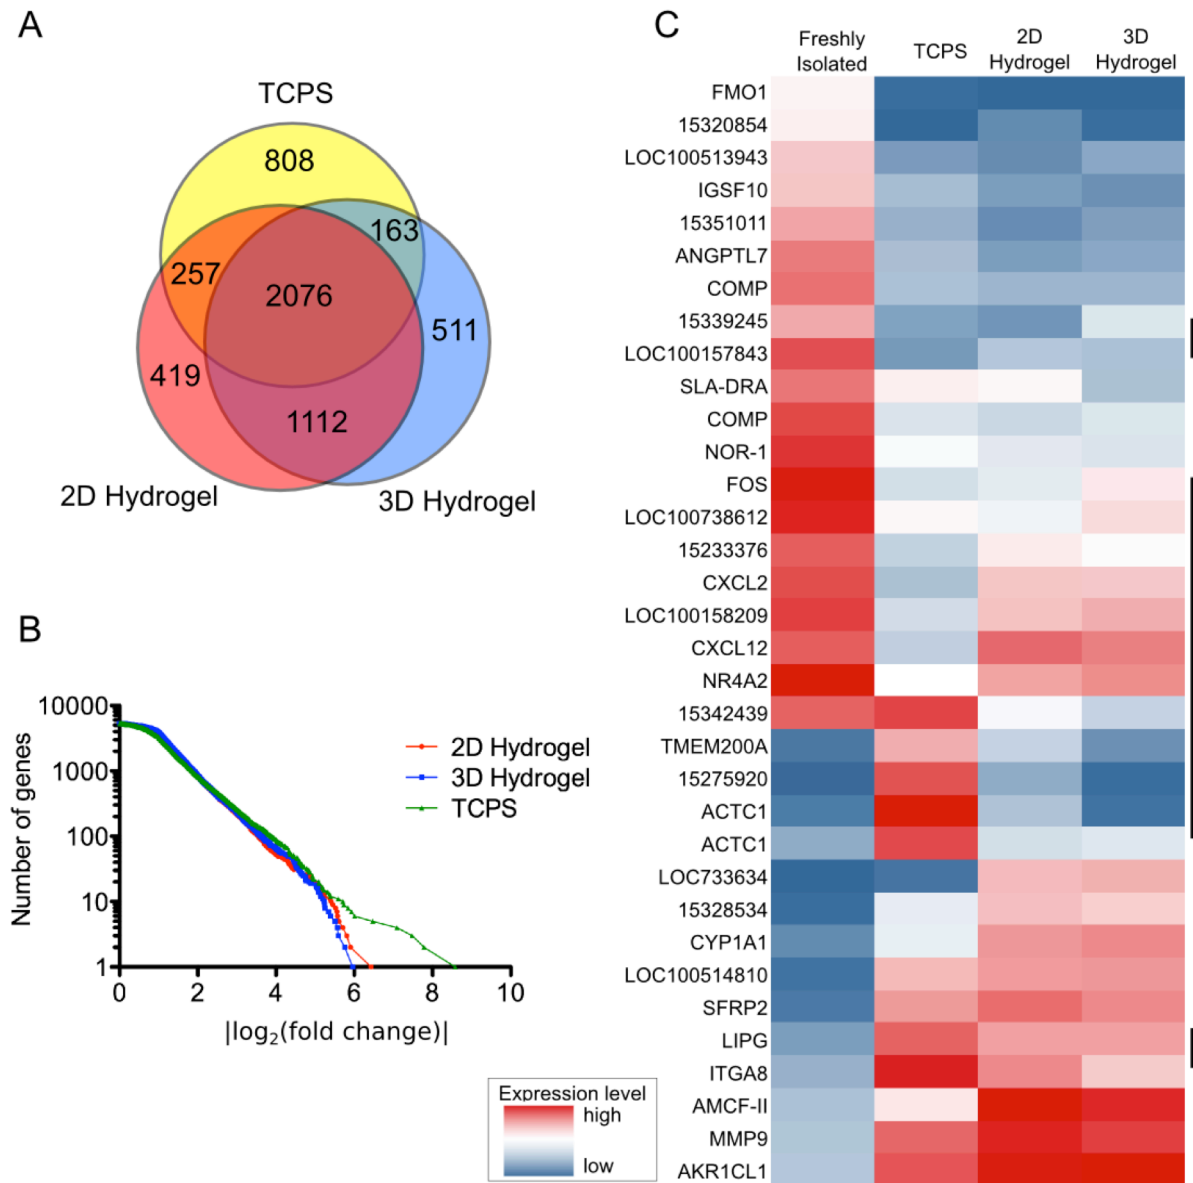 A
TCPS
808
163
257
2076
511
419
1112
2D Hydrogel
3D Hydrogel
B
10000
1000
100
10
1
Number of genes
0 2 4 6 8 10
|log2(fold change)|
2D Hydrogel
3D Hydrogel
TCPS
C
Freshly
Isolated
TCPS
2D
Hydrogel
3D
Hydrogel
FMO1
15320854
LOC100513943
IGSF10
15351011
ANGPTL7
COMP
15339245
LOC100157843
SLA-DRA
COMP
NOR-1
FOS
LOC100738612
15233376
CXCL2
LOC100158209
CXCL12
NR4A2
15342439
TMEM200A
15275920
ACTC1
ACTC1
LOC733634
15328534
CYP1A1
LOC100514810
SFRP2
LIPG
ITGA8
AMCF-II
MMP9
AKR1CL1
Expression level
high
low